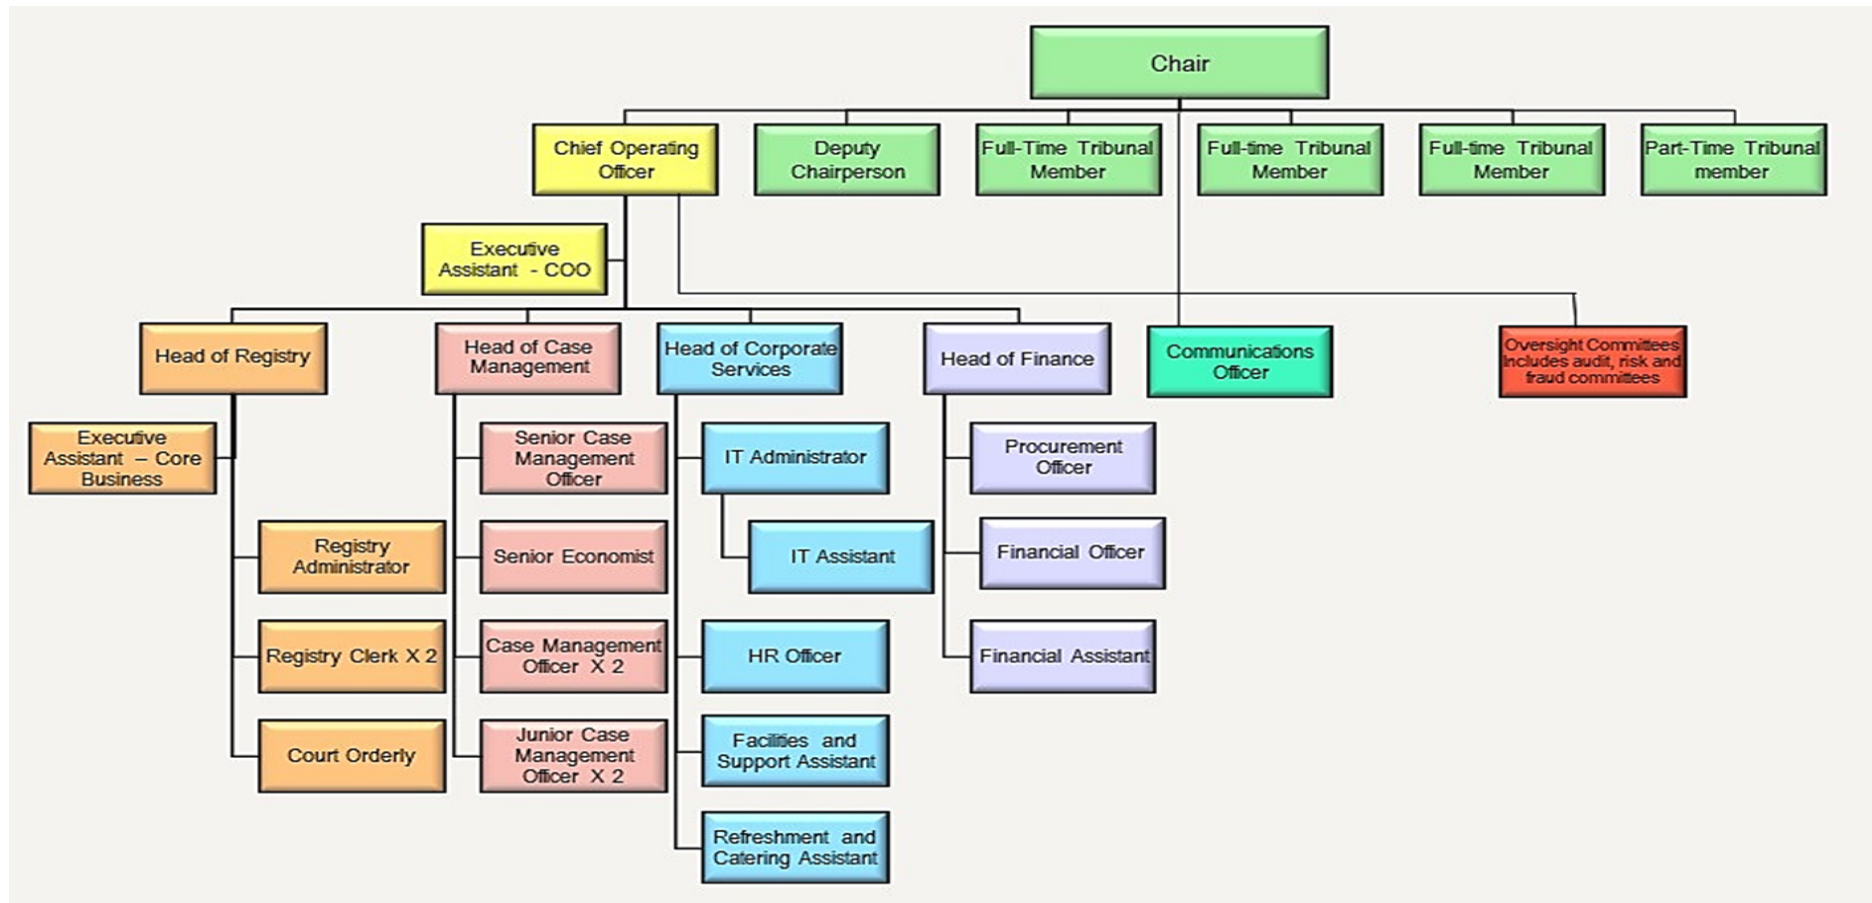 Chair
Chief Operating
Officer
Deputy
Chairperson
Full-Time Tribunal
Member
Full-time Tribunal
Member
Full-time Tribunal
Member
Part-Time Tribunal
member
Executive
Assistant - COO
Head of Registry
Head of Case
Management
Head of Corporate
Services
Head of Finance
Communications
Officer
Oversight Committees
Includes audit, risk and
fraud committees
Executive
Assistant – Core
Business
Registry
Administrator
Registry Clerk X 2
Court Orderly
Senior Case
Management
Officer
Senior Economist
Case Management
Officer X 2
Junior Case
Management
Officer X 2
IT Administrator
IT Assistant
HR Officer
Facilities and
Support Assistant
Refreshment and
Catering Assistant
Procurement
Officer
Financial Officer
Financial Assistant